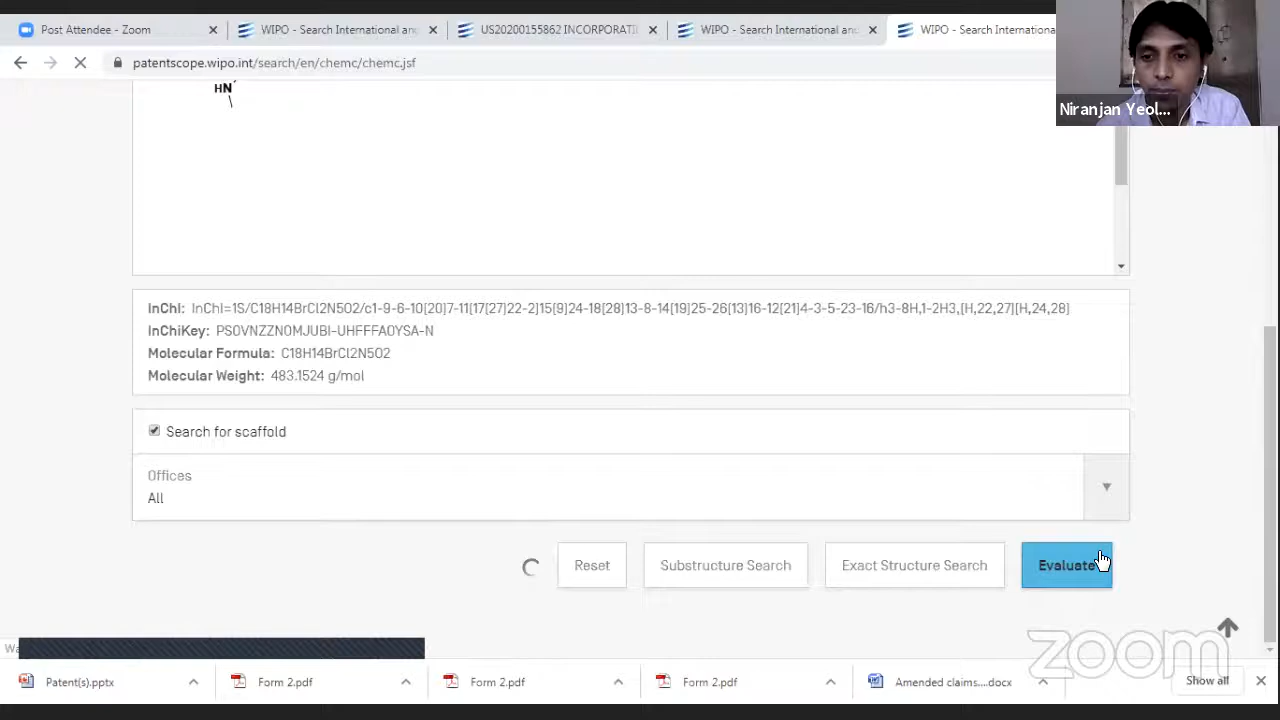 Post Attendee - Zoom
WIPO - Search International an
US20200155862 INCORPORATI
WIPO - Search International and
WIPO - Search International
patentscope.wipo.int/search/en/chemc/chemc.jsf
Niranjan Yeol...
HN
InChI: InChI=1S/C18H14BrCl2N5O2/c1-9-6-10[20]7-11[17[27]22-2]15[9]24-18[28]13-8-14[19]25-26[13]16-12[21]4-3-5-23-16/h3-8H,1-2H3,[H,22,27][H,24,28]
InChiKey: PSOVNZZNOMJUBI-UHFFFAOYSA-N
Molecular Formula: C18H14BrCl2N5O2
Molecular Weight: 483.1524 g/mol
Search for scaffold
Offices
All
Reset
Substructure Search
Exact Structure Search
Evaluate
zoom
Patent(s).pptx
Form 2.pdf
Form 2.pdf
Form 2.pdf
Amended claims....docx
Show all